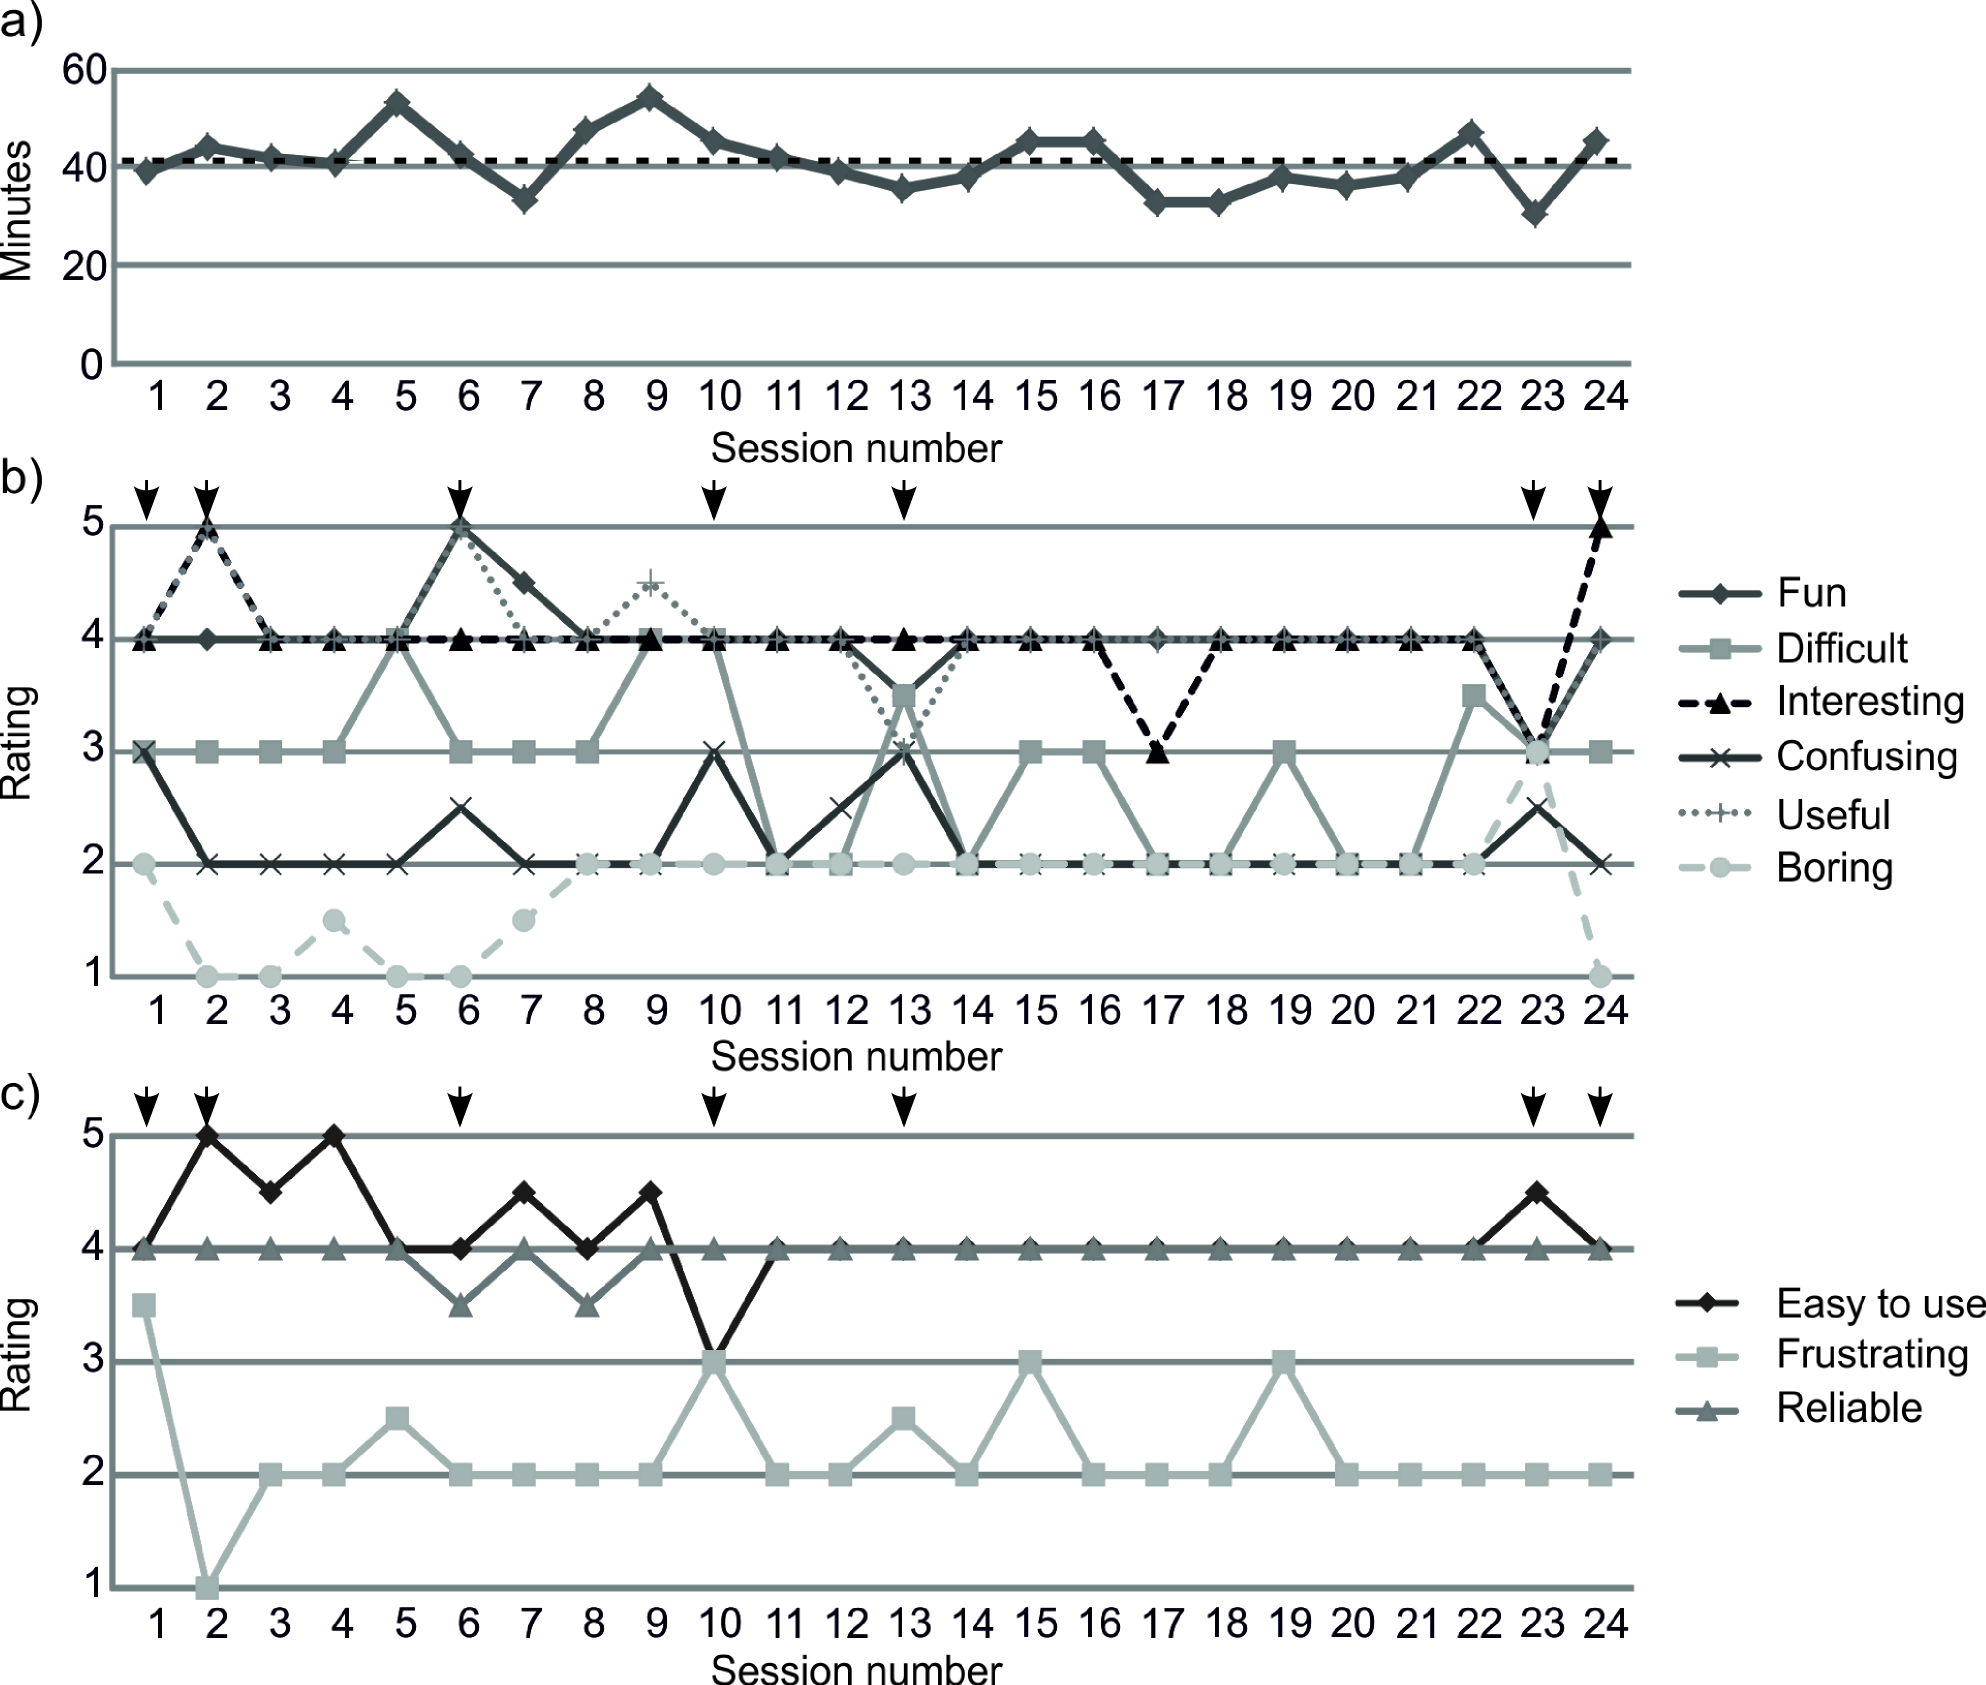 a)
60
40
20
0
Minutes
1 2 3 4 5 6 7 8 9 10 11 12 13 14 15 16 17 18 19 20 21 22 23 24
Session number
b)
5
4
3
2
1
Rating
1 2 3 4 5 6 7 8 9 10 11 12 13 14 15 16 17 18 19 20 21 22 23 24
Session number
Fun
Difficult
Interesting
Confusing
Useful
Boring
c)
5
4
3
2
1
Rating
1 2 3 4 5 6 7 8 9 10 11 12 13 14 15 16 17 18 19 20 21 22 23 24
Session number
Easy to use
Frustrating
Reliable